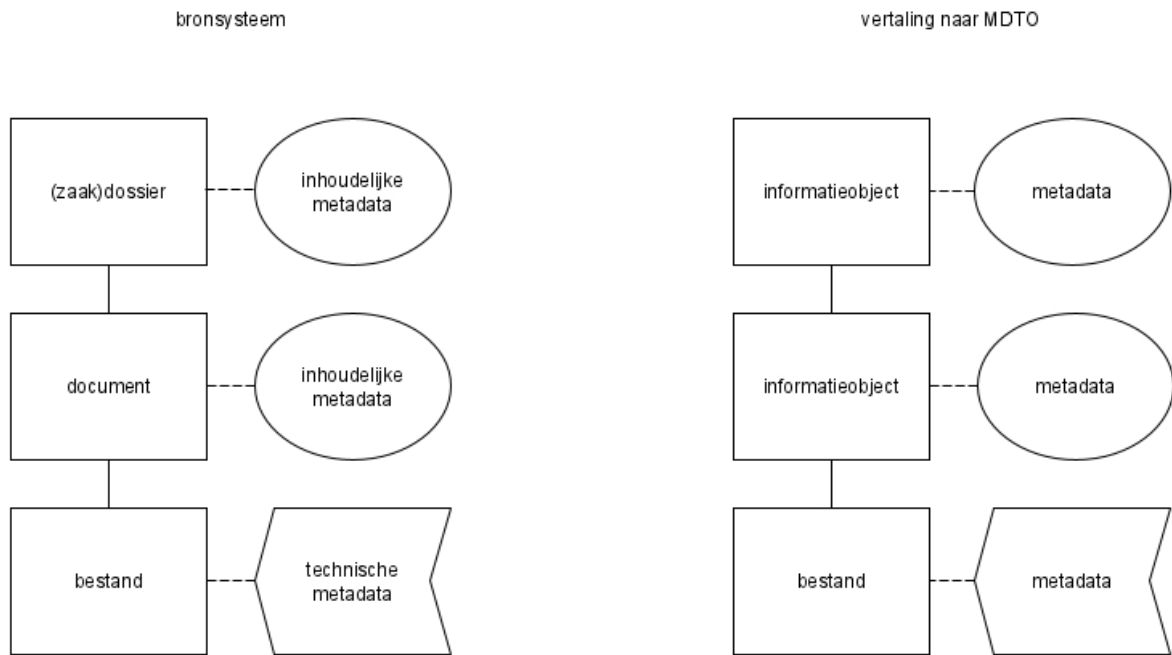 bronsysteem
vertaling naar MDTO
(zaak)dossier
inhoudelijke
metadata
informatieobject
metadata
document
inhoudelijke
metadata
informatieobject
metadata
bestand
technische
metadata
bestand
metadata